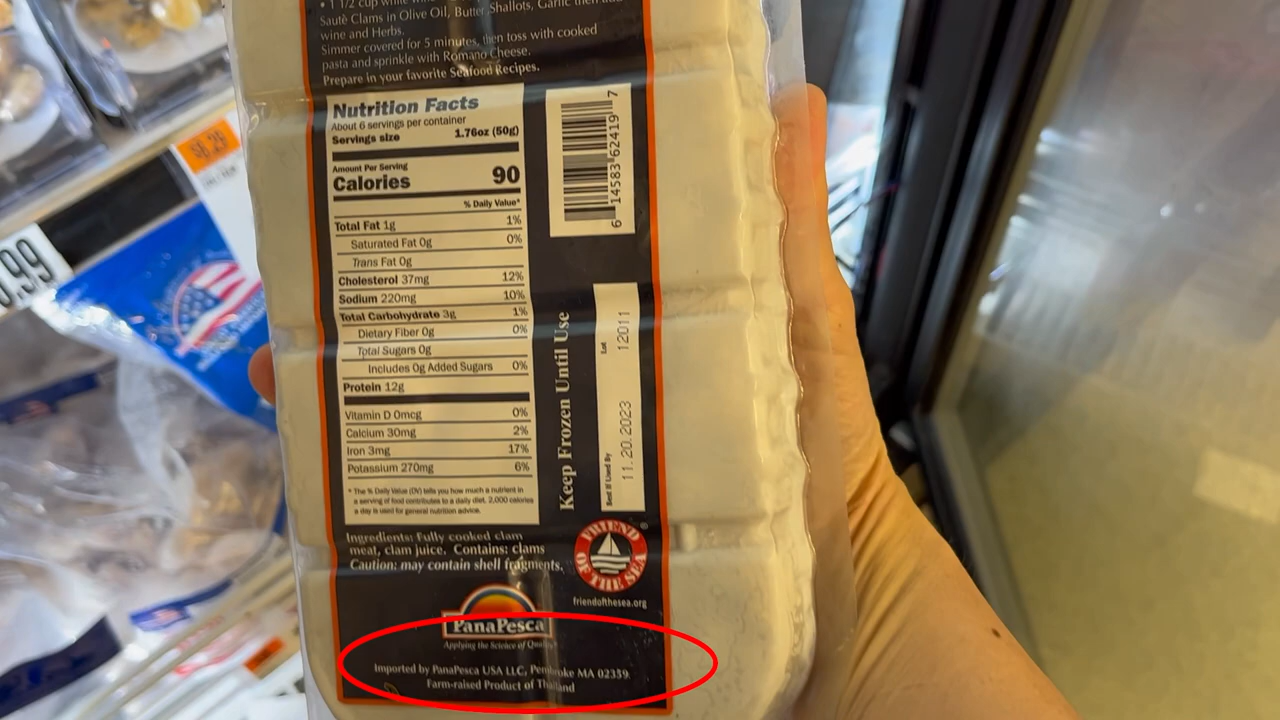 • 1 1/2 cup white
Sautè Clams in Olive Oil, Butter, Shallots, Garlic then add
wine and Herbs.
Simmer covered for 5 minutes, then toss with cooked
pasta and sprinkle with Romano Cheese.
Prepare in your favorite Seafood Recipes.
Nutrition Facts
About 6 servings per container
Servings size 1.76oz (50g)
Amount Per Serving
Calories 90
% Daily Value*
Total Fat 1g 1%
Saturated Fat 0g 0%
Trans Fat 0g
Cholesterol 37mg 12%
Sodium 220mg 10%
Total Carbohydrate 3g 1%
Dietary Fiber 0g 0%
Total Sugars 0g
Includes 0g Added Sugars 0%
Protein 12g
Vitamin D 0mcg 0%
Calcium 30mg 2%
Iron 3mg 17%
Potassium 270mg 6%
* The % Daily Value (DV) tells you how much a nutrient in
a serving of food contributes to a daily diet. 2,000 calories
a day is used for general nutrition advice.
6 14583 62419 7
Keep Frozen Until Use
Lot 12011
Best If Used By 11.20.2023
Ingredients: Fully cooked clam
meat, clam juice. Contains: clams
Caution: may contain shell fragments.
FRIEND OF THE SEA
®
friendofthesea.org
PanaPesca
Applying the Science of Quality
Imported by PanaPesca USA LLC, Pembroke MA 02359
Farm-raised Product of Thailand
$6.29
.99